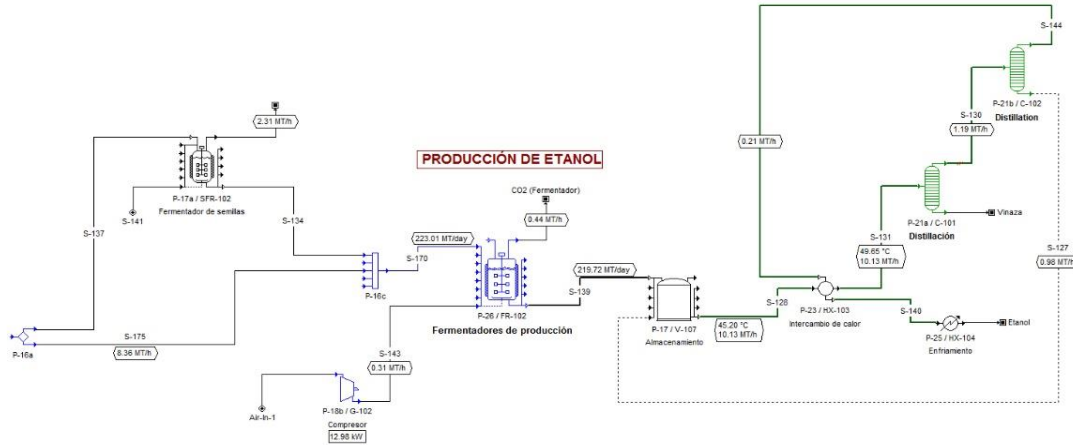 S-144
P-21b / C-102
Distillation
S-130
1.19 MT/h
2.31 MT/h
0.21 MT/h
PRODUCCIÓN DE ETANOL
P-17a / SFR-102
Fermentador de semillas
S-141
S-137
S-134
CO2 (Fermentador)
0.44 MT/h
P-21a / C-101
Distillación
Vinaza
223.01 MT/day
S-170
S-131
49.65 °C
10.13 MT/h
S-127
0.98 MT/h
219.72 MT/day
S-139
P-16c
P-26 / FR-102
Fermentadores de producción
P-17 / V-107
Almacenamiento
S-128
45.20 °C
10.13 MT/h
P-23 / HX-103
Intercambio de calor
S-140
Etanol
P-25 / HX-104
Enfriamiento
P-16a
S-175
8.36 MT/h
S-143
0.31 MT/h
Air-In-1
P-18b / G-102
Compresor
12.98 kW